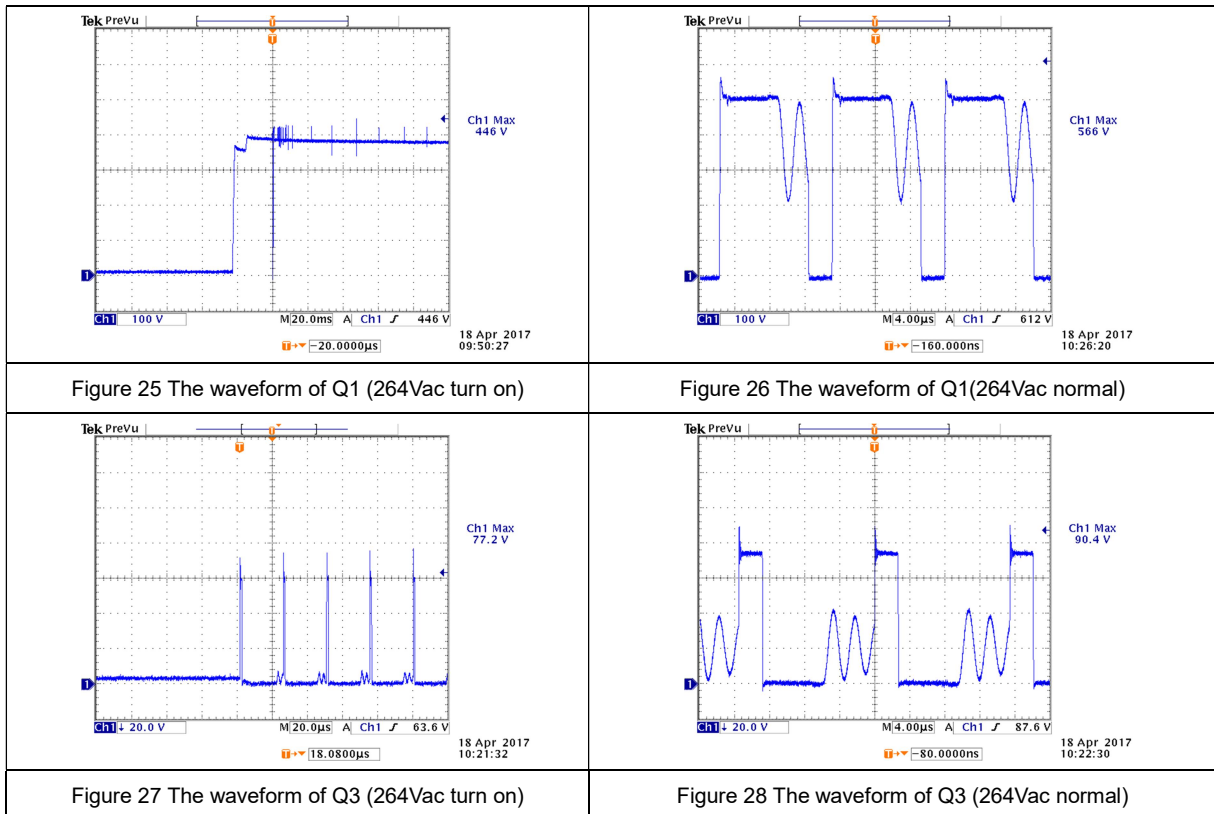 Tek PreVu
T
T
Ch1 Max
446 V
1
Ch1 100 V M 20.0ms A Ch1 ʃ 446 V
T→▼ −20.0000µs
18 Apr 2017
09:50:27
Figure 25 The waveform of Q1 (264Vac turn on)
Tek PreVu
T
T
Ch1 Max
566 V
1
Ch1 100 V M 4.00µs A Ch1 ʃ 612 V
T→▼ −160.000ns
18 Apr 2017
10:26:20
Figure 26 The waveform of Q1(264Vac normal)
Tek PreVu
T
T
Ch1 Max
77.2 V
1
Ch1 ↓ 20.0 V M 20.0µs A Ch1 ʃ 63.6 V
T→▼ 18.0800µs
18 Apr 2017
10:21:32
Figure 27 The waveform of Q3 (264Vac turn on)
Tek PreVu
T
T
Ch1 Max
90.4 V
1
Ch1 ↓ 20.0 V M 4.00µs A Ch1 ʃ 87.6 V
T→▼ −80.0000ns
18 Apr 2017
10:22:30
Figure 28 The waveform of Q3 (264Vac normal)